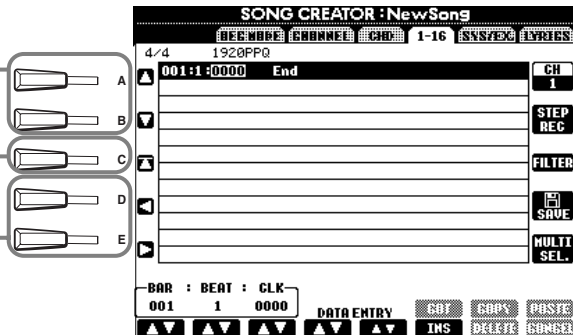 SONG CREATOR : NewSong
REC MODE CHANNEL CHD 1-16 SYS/EX. LYRICS
4/4 1920PPQ
001:1:0000 End
CH
1
A
B
STEP
REC
C
FILTER
D
SAVE
E
MULTI
SEL.
BAR : BEAT : CLK
001 1 0000
DATA ENTRY
CUT COPY PASTE
INS DELETE CANCEL